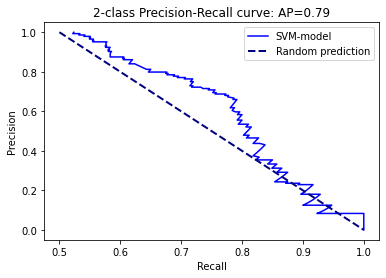 2-class Precision-Recall curve: AP=0.79
SVM-model
Random prediction
Precision
1.0
0.8
0.6
0.4
0.2
0.0
0.5 0.6 0.7 0.8 0.9 1.0
Recall